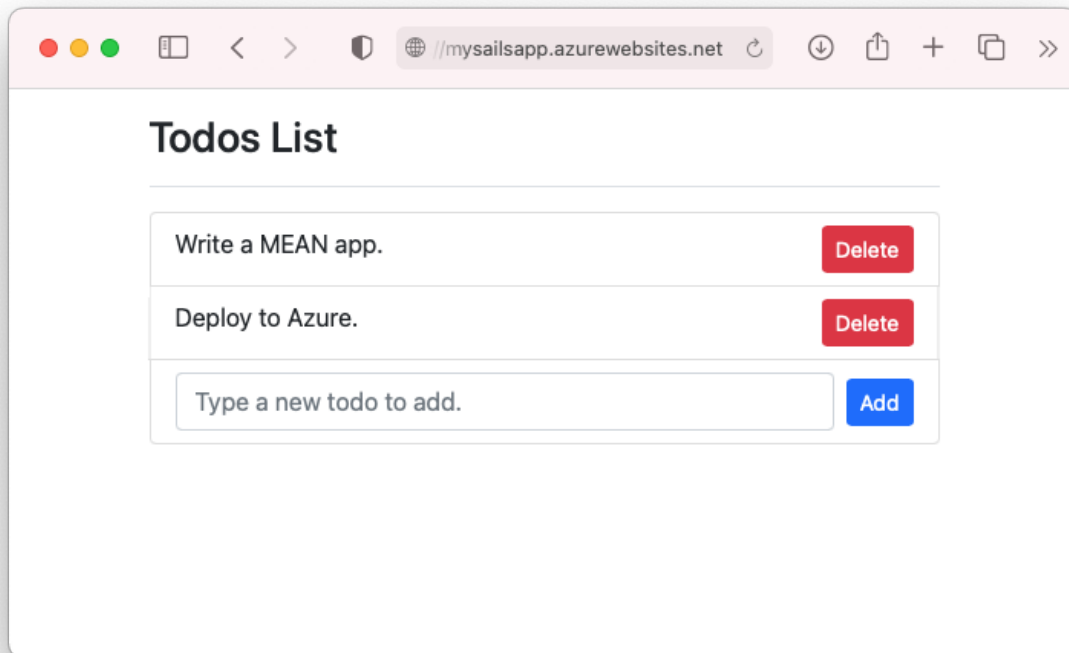 //mysailsapp.azurewebsites.net
Todos List
Write a MEAN app.
Delete
Deploy to Azure.
Delete
Type a new todo to add.
Add